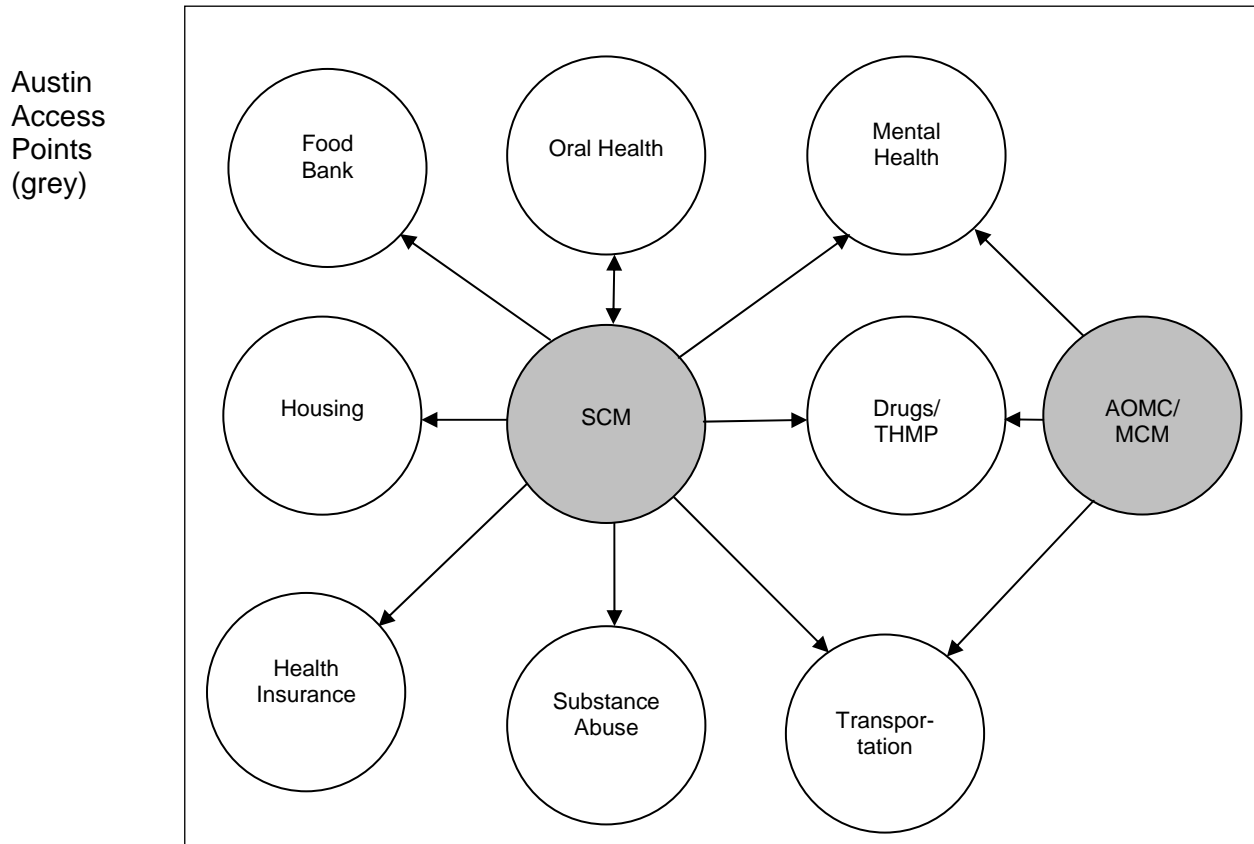 Austin
Access
Points
(grey)
Food
Bank
Oral Health
Mental
Health
Housing
SCM
Drugs/
THMP
AOMC/
MCM
Health
Insurance
Substance
Abuse
Transpor-
tation